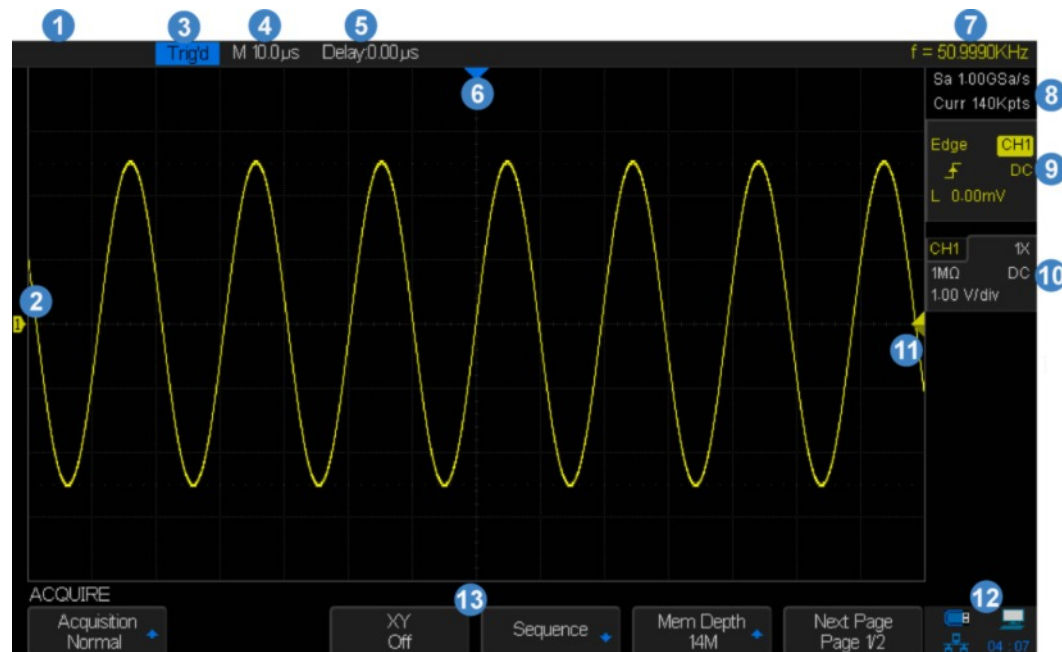 1
3
4
5
7
Trig'd M 10.0µs Delay:0.00µs f = 50.9990KHz
6
Sa 1.00GSa/s
Curr 140Kpts
8
Edge CH1
DC
9
L 0.00mV
CH1 1X
1MΩ DC
10
1.00 V/div
2
1
11
ACQUIRE
13
12
Acquisition
Normal
XY
Off
Sequence
Mem Depth
14M
Next Page
Page 1/2
04 : 07